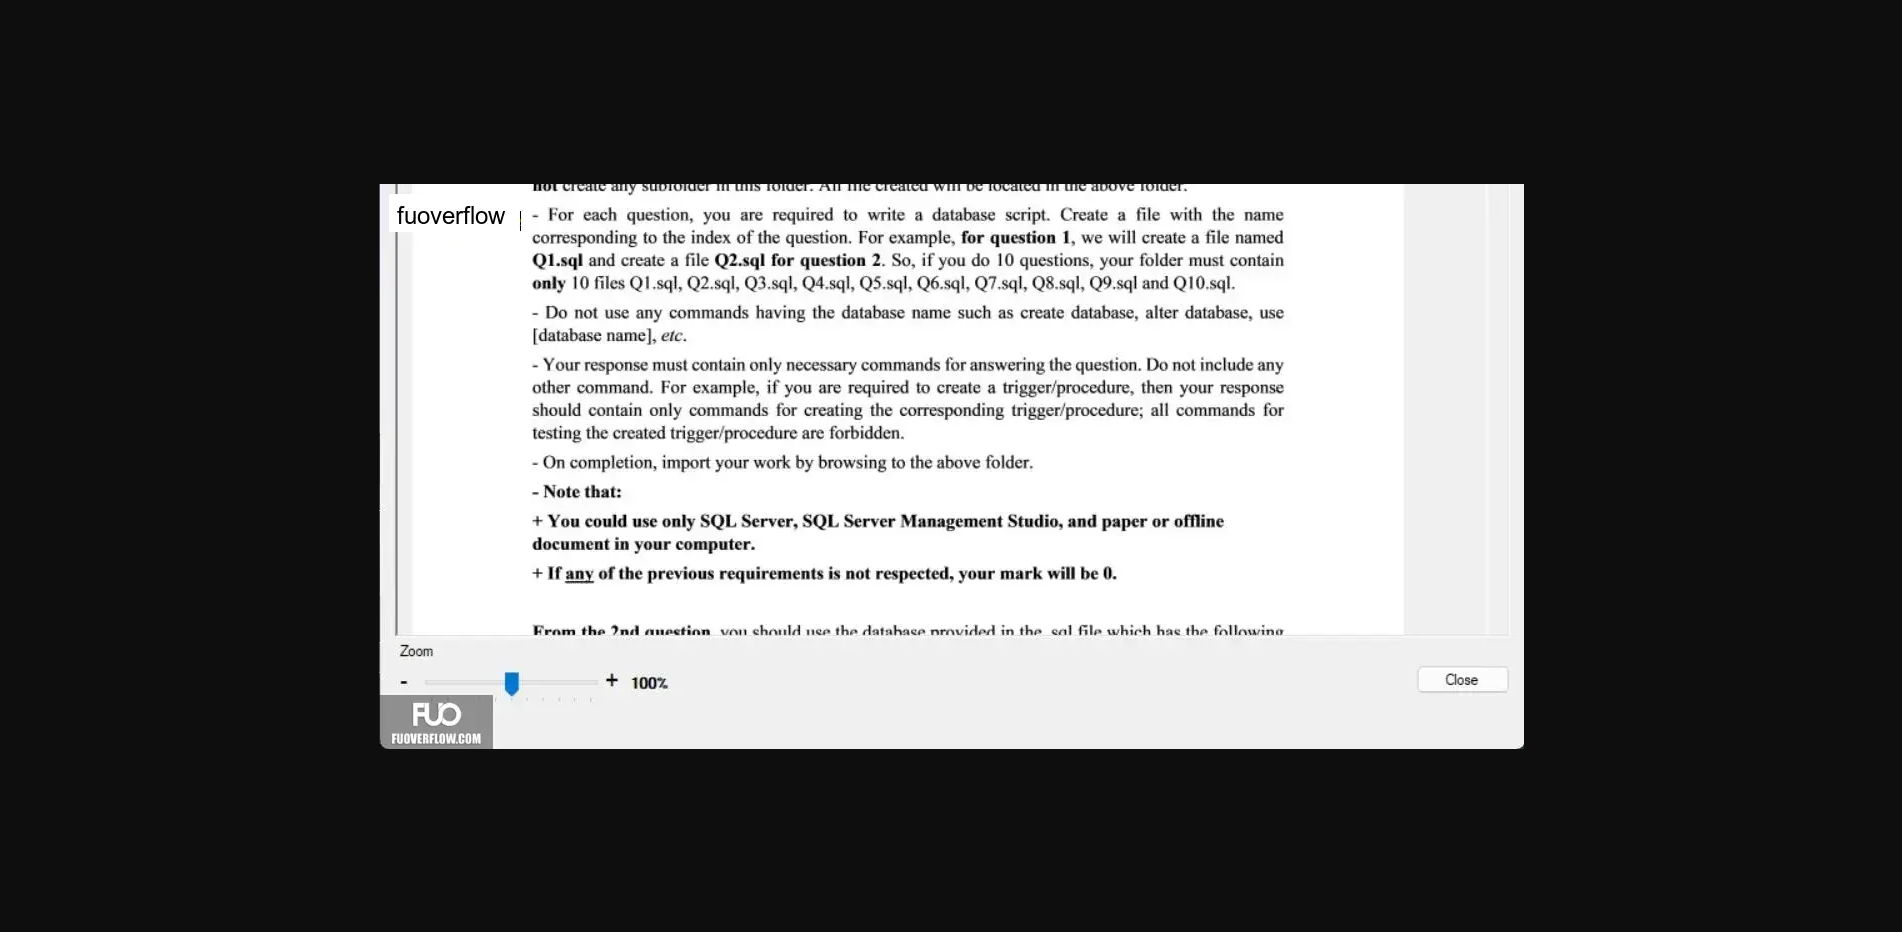 not create any subfolder in this folder. All file created will be located in the above folder.
fuoverflow
- For each question, you are required to write a database script. Create a file with the name
corresponding to the index of the question. For example, for question 1, we will create a file named
Q1.sql and create a file Q2.sql for question 2. So, if you do 10 questions, your folder must contain
only 10 files Q1.sql, Q2.sql, Q3.sql, Q4.sql, Q5.sql, Q6.sql, Q7.sql, Q8.sql, Q9.sql and Q10.sql.
- Do not use any commands having the database name such as create database, alter database, use
[database name], etc.
- Your response must contain only necessary commands for answering the question. Do not include any
other command. For example, if you are required to create a trigger/procedure, then your response
should contain only commands for creating the corresponding trigger/procedure; all commands for
testing the created trigger/procedure are forbidden.
- On completion, import your work by browsing to the above folder.
- Note that:
+ You could use only SQL Server, SQL Server Management Studio, and paper or offline
document in your computer.
+ If any of the previous requirements is not respected, your mark will be 0.
From the 2nd question, you should use the database provided in the .sql file which has the following
Zoom
- + 100%
Close
FUO
FUOVERFLOW.COM